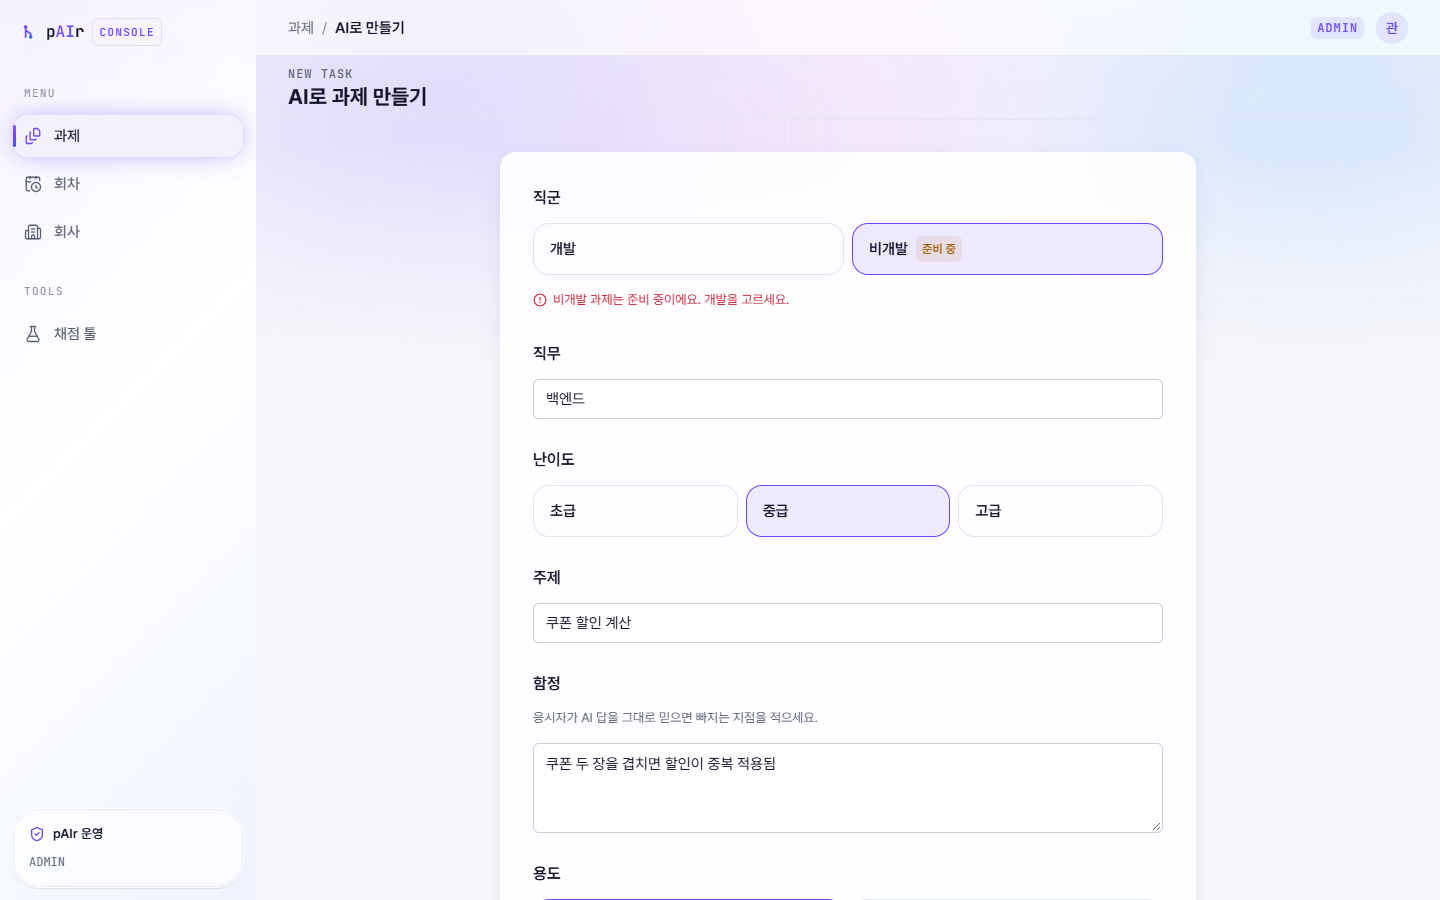 pAIr CONSOLE
과제 / AI로 만들기
ADMIN 관
MENU
과제
회차
회사
TOOLS
채점 툴
pAIr 운영
ADMIN
NEW TASK
AI로 과제 만들기
직군
개발
비개발 준비 중
비개발 과제는 준비 중이에요. 개발을 고르세요.
직무
백엔드
난이도
초급
중급
고급
주제
쿠폰 할인 계산
함정
응시자가 AI 답을 그대로 믿으면 빠지는 지점을 적으세요.
쿠폰 두 장을 겹치면 할인이 중복 적용됨
용도